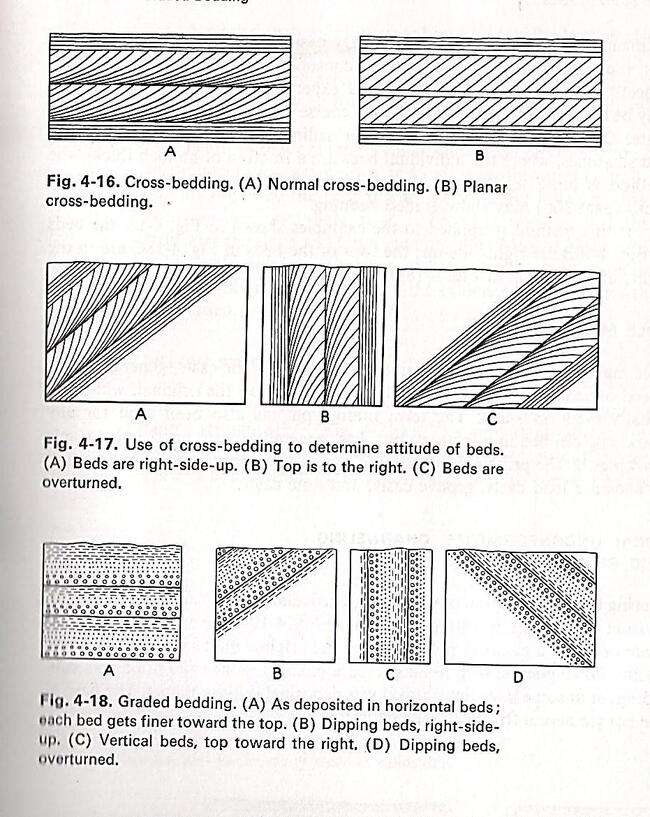 Bedding
A
B
Fig. 4-16. Cross-bedding. (A) Normal cross-bedding. (B) Planar
cross-bedding.
A
B
C
Fig. 4-17. Use of cross-bedding to determine attitude of beds.
(A) Beds are right-side-up. (B) Top is to the right. (C) Beds are
overturned.
A
B
C
D
Fig. 4-18. Graded bedding. (A) As deposited in horizontal beds;
each bed gets finer toward the top. (B) Dipping beds, right-side-
up. (C) Vertical beds, top toward the right. (D) Dipping beds,
overturned.